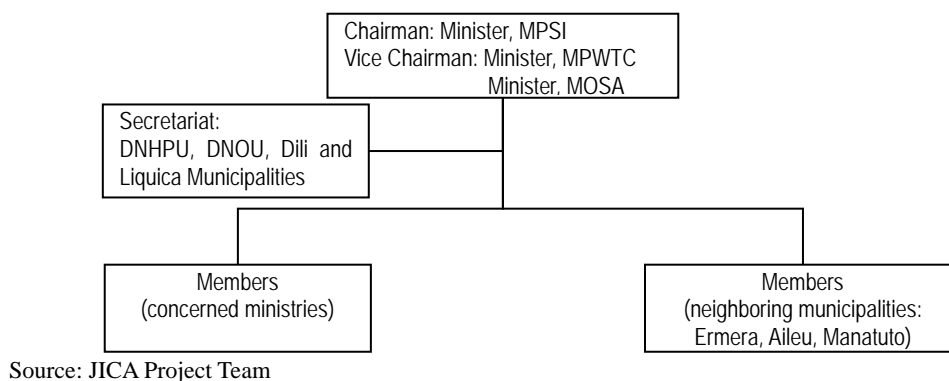 Chairman: Minister, MPSI
Vice Chairman: Minister, MPWTC
Minister, MOSA
Secretariat:
DNHPU, DNOU, Dili and
Liquica Municipalities
Members
(concerned ministries)
Members
(neighboring municipalities:
Ermera, Aileu, Manatuto)
Source: JICA Project Team